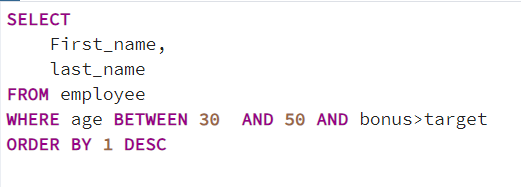 SELECT
    First_name,
    last_name
FROM employee
WHERE age BETWEEN 30  AND 50 AND bonus>target
ORDER BY 1 DESC